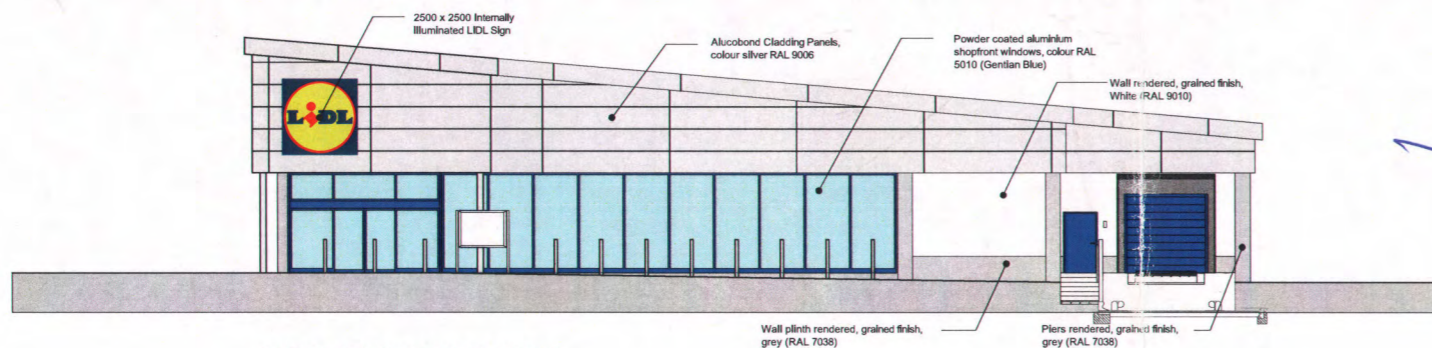 2500 x 2500 Internally
Illuminated LIDL Sign
Alucobond Cladding Panels,
colour silver RAL 9006
Powder coated aluminium
shopfront windows, colour RAL
5010 (Gentian Blue)
Wall rendered, grained finish,
White (RAL 9010)
LIDL
Wall plinth rendered, grained finish,
grey (RAL 7038)
Piers rendered, grained finish,
grey (RAL 7038)